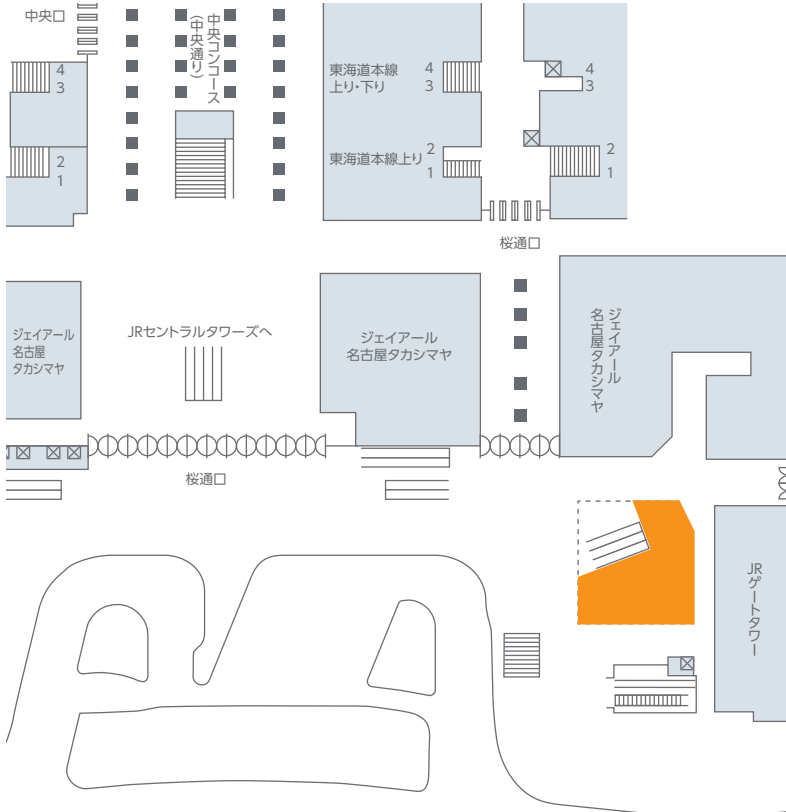 中央口
中央コンコース
(中央通り)
4
3
2
1
東海道本線
上り・下り
4
3
東海道本線上り
2
1
4
3
2
1
桜通口
ジェイアール
名古屋
タカシマヤ
JRセントラルタワーズへ
ジェイアール
名古屋タカシマヤ
ジェイアール
名古屋タカシマヤ
桜通口
JRゲートタワー